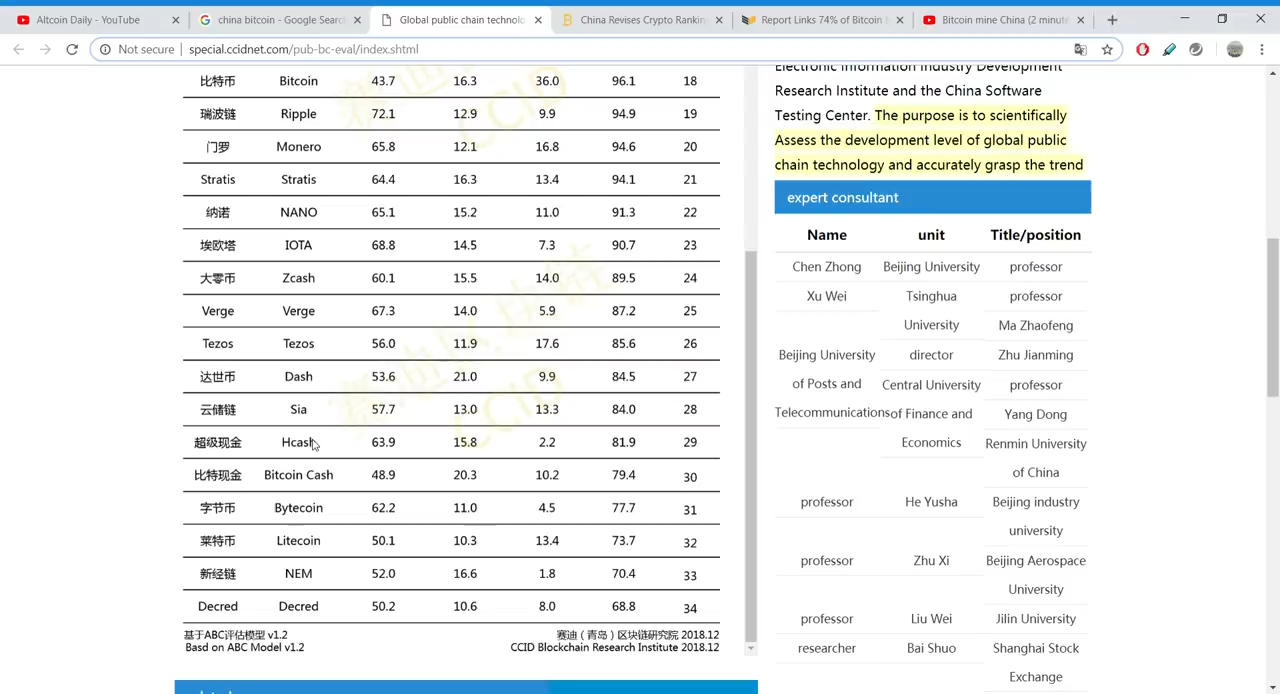 Altcoin Daily - YouTube
china bitcoin - Google Search
Global public chain technolo
China Revises Crypto Rankin
Report Links 74% of Bitcoin
Bitcoin mine China (2 minute
Not secure | special.ccidnet.com/pub-bc-eval/index.shtml
比特币 Bitcoin 43.7 16.3 36.0 96.1 18
瑞波链 Ripple 72.1 12.9 9.9 94.9 19
门罗 Monero 65.8 12.1 16.8 94.6 20
Stratis Stratis 64.4 16.3 13.4 94.1 21
纳诺 NANO 65.1 15.2 11.0 91.3 22
埃欧塔 IOTA 68.8 14.5 7.3 90.7 23
大零币 Zcash 60.1 15.5 14.0 89.5 24
Verge Verge 67.3 14.0 5.9 87.2 25
Tezos Tezos 56.0 11.9 17.6 85.6 26
达世币 Dash 53.6 21.0 9.9 84.5 27
云储链 Sia 57.7 13.0 13.3 84.0 28
超级现金 Hcash 63.9 15.8 2.2 81.9 29
比特现金 Bitcoin Cash 48.9 20.3 10.2 79.4 30
字节币 Bytecoin 62.2 11.0 4.5 77.7 31
莱特币 Litecoin 50.1 10.3 13.4 73.7 32
新经链 NEM 52.0 16.6 1.8 70.4 33
Decred Decred 50.2 10.6 8.0 68.8 34
基于ABC评估模型 v1.2 赛迪（青岛）区块链研究院 2018.12
Basd on ABC Model v1.2 CCID Blockchain Research Institute 2018.12
Electronic Information Industry Development
Research Institute and the China Software
Testing Center. The purpose is to scientifically
Assess the development level of global public
chain technology and accurately grasp the trend
expert consultant
Name unit Title/position
Chen Zhong Beijing University professor
Xu Wei Tsinghua professor
University Ma Zhaofeng
Beijing University director Zhu Jianming
of Posts and Central University professor
Telecommunications of Finance and Yang Dong
Economics Renmin University
of China
professor He Yusha Beijing industry
university
professor Zhu Xi Beijing Aerospace
University
professor Liu Wei Jilin University
researcher Bai Shuo Shanghai Stock
Exchange